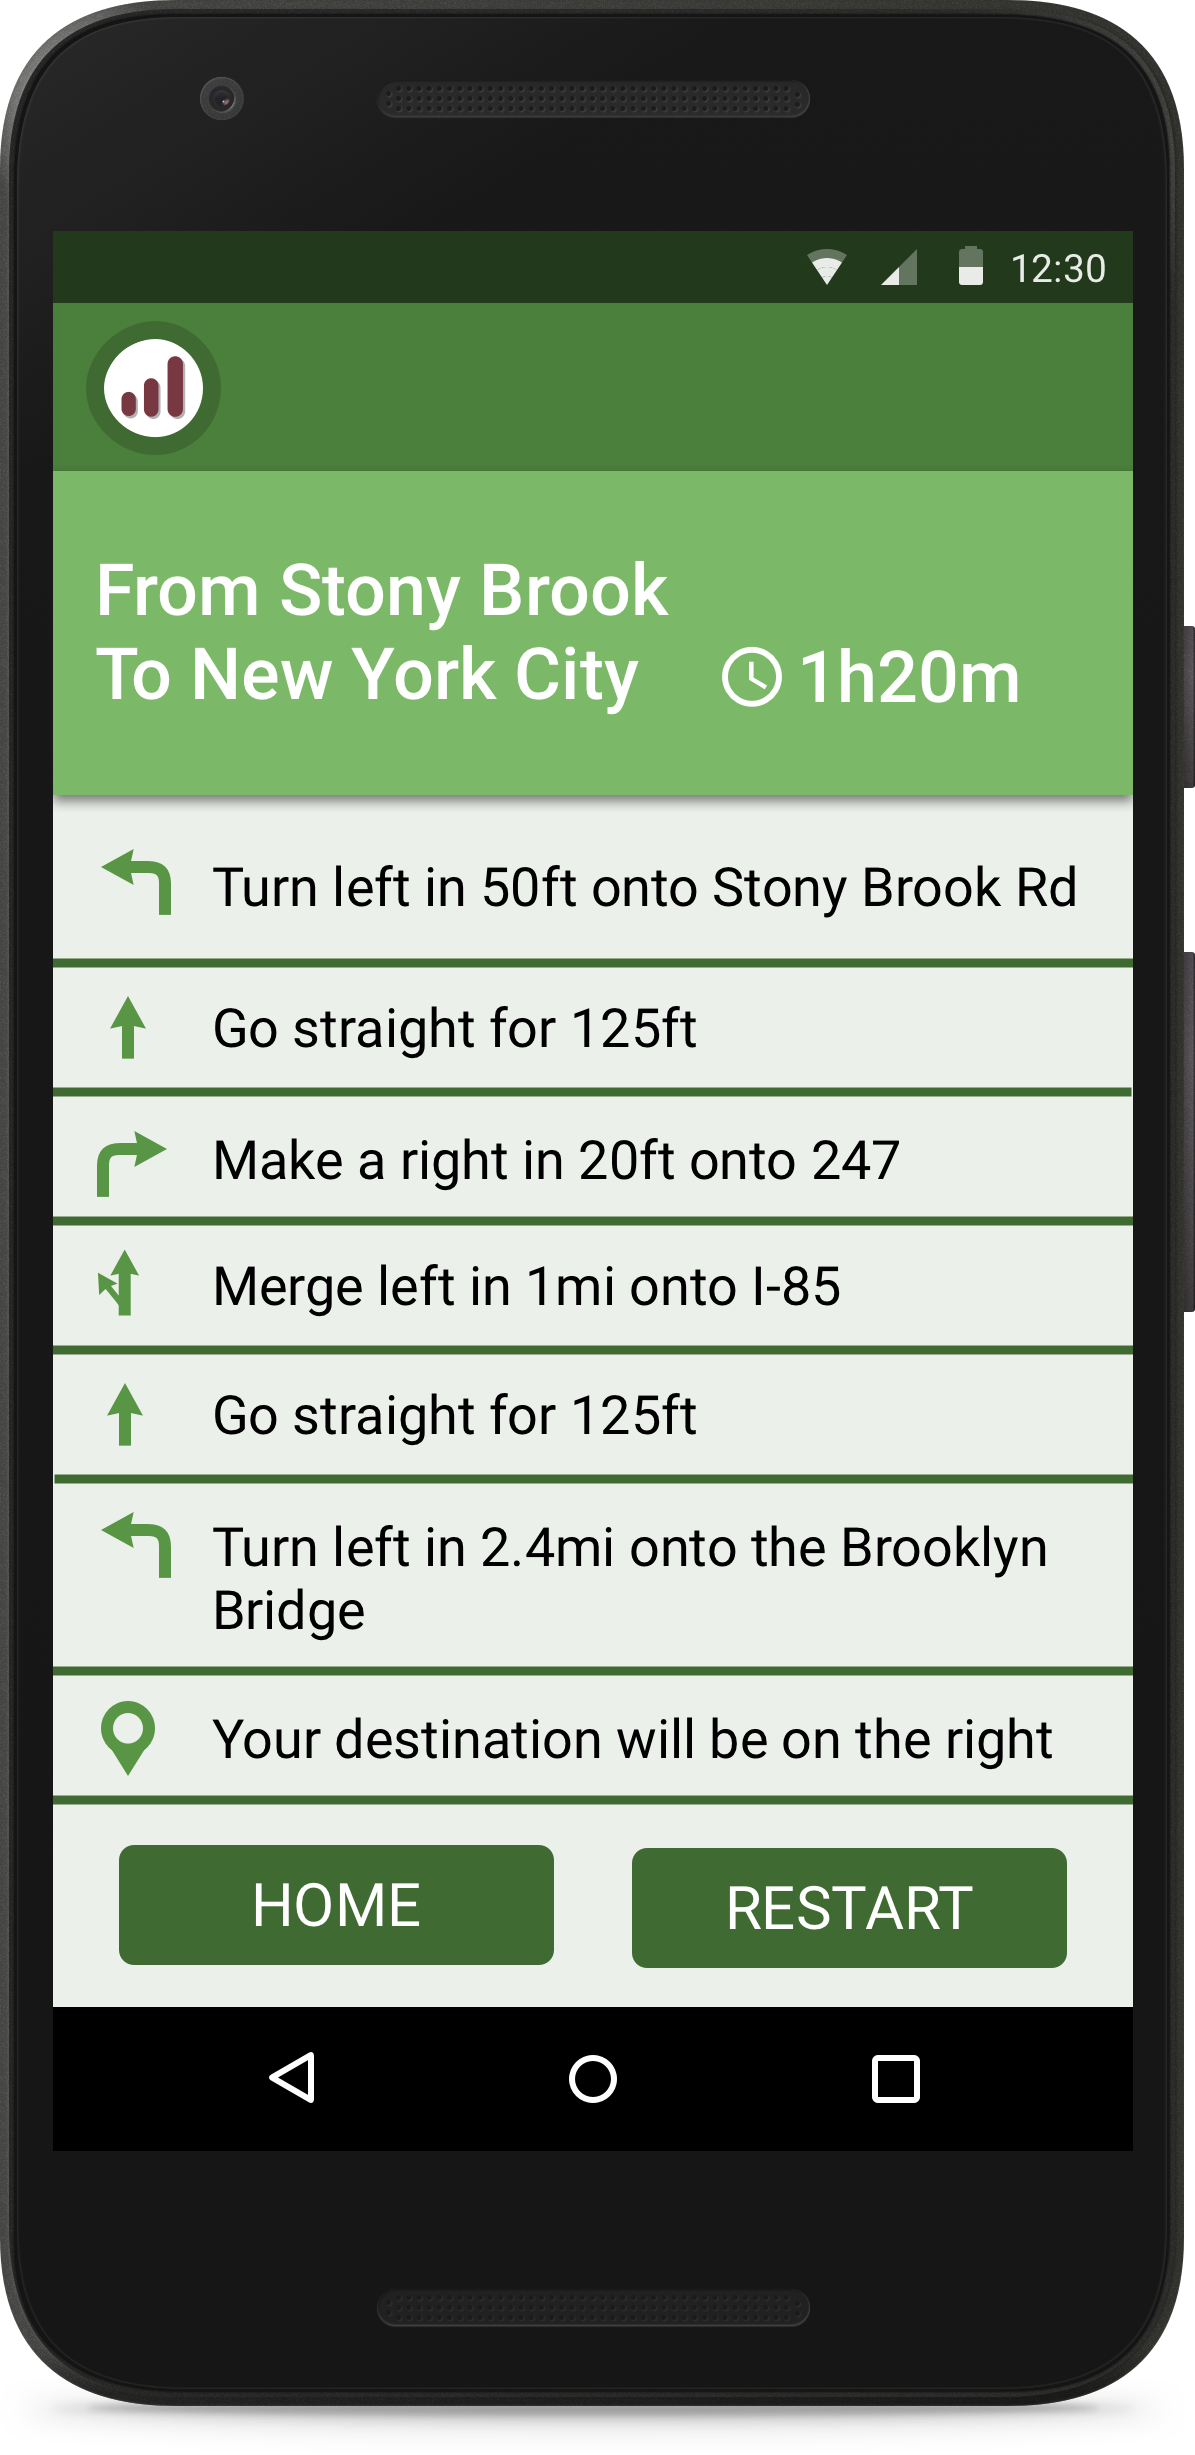 12:30
From Stony Brook
To New York City
1h20m
Turn left in 50ft onto Stony Brook Rd
Go straight for 125ft
Make a right in 20ft onto 247
Merge left in 1mi onto I-85
Go straight for 125ft
Turn left in 2.4mi onto the Brooklyn
Bridge
Your destination will be on the right
HOME
RESTART